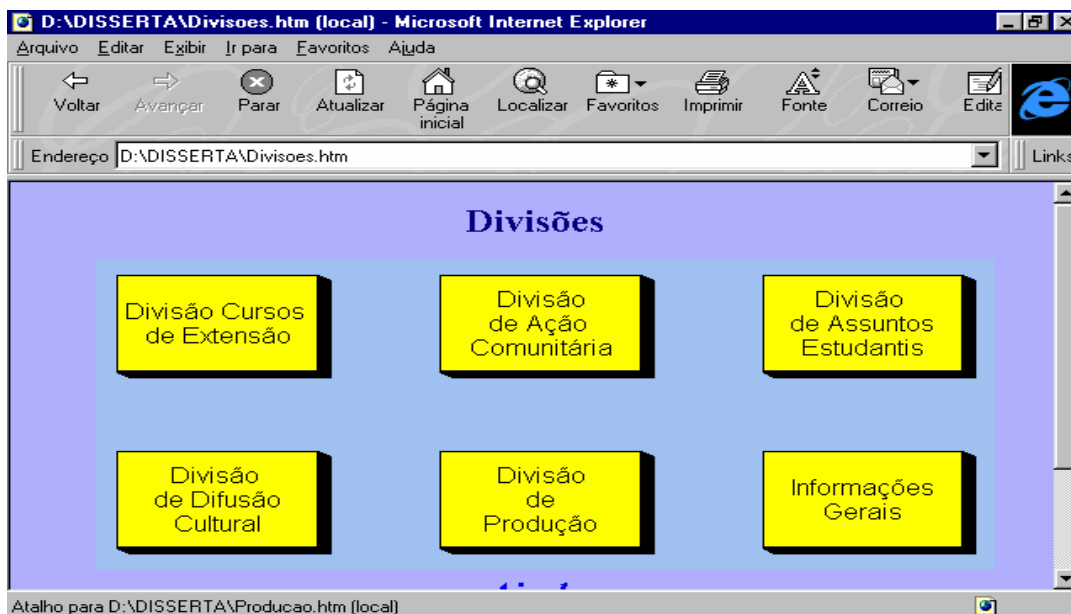 D:\DISSERTA\Divisoes.htm (local) - Microsoft Internet Explorer
Arquivo Editar Exibir Ir para Favoritos Ajuda
Voltar Avançar Parar Atualizar Página inicial Localizar Favoritos Imprimir Fonte Correio Edita
Endereço D:\DISSERTA\Divisoes.htm Links
Divisões
Divisão Cursos
de Extensão
Divisão
de Ação
Comunitária
Divisão
de Assuntos
Estudantis
Divisão
de Difusão
Cultural
Divisão
de
Produção
Informações
Gerais
Atalho para D:\DISSERTA\Producao.htm (local)